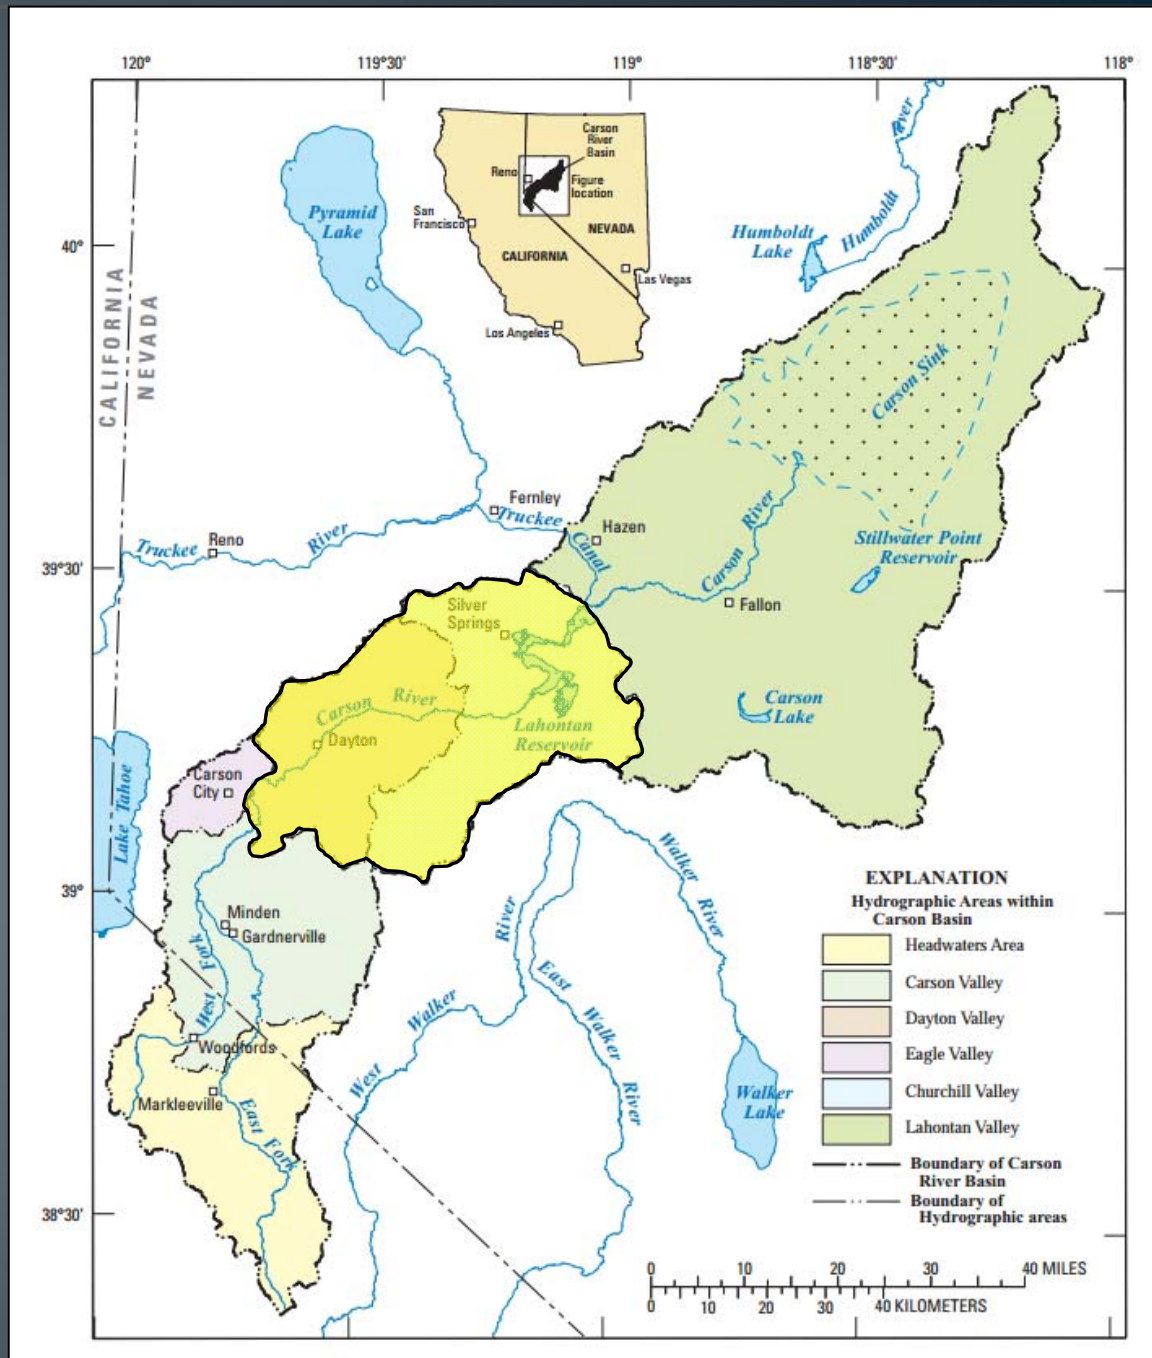 120°
119°30'
119°
118°30'
118°
40°
39°30'
39°
38°30'
CALIFORNIA
NEVADA
Pyramid
Lake
Carson
River
Basin
Reno
Figure
location
San
Francisco
NEVADA
CALIFORNIA
Las Vegas
Los Angeles
River
Humboldt
Humboldt
Lake
Carson Sink
Fernley
Truckee
Canal
Hazen
Truckee
Reno
River
Carson
River
Stillwater Point
Reservoir
Fallon
Silver
Springs
Carson
River
Lahontan
Reservoir
Dayton
Carson
Lake
Carson
City
Lake Tahoe
Minden
Gardnerville
West
Fork
Woodfords
Markleeville
East Fork
West
Walker
River
East
Walker
River
Walker
River
Walker
Lake
EXPLANATION
Hydrographic Areas within
Carson Basin
Headwaters Area
Carson Valley
Dayton Valley
Eagle Valley
Churchill Valley
Lahontan Valley
Boundary of Carson
River Basin
Boundary of
Hydrographic areas
0 10 20 30 40 MILES
0 10 20 30 40 KILOMETERS